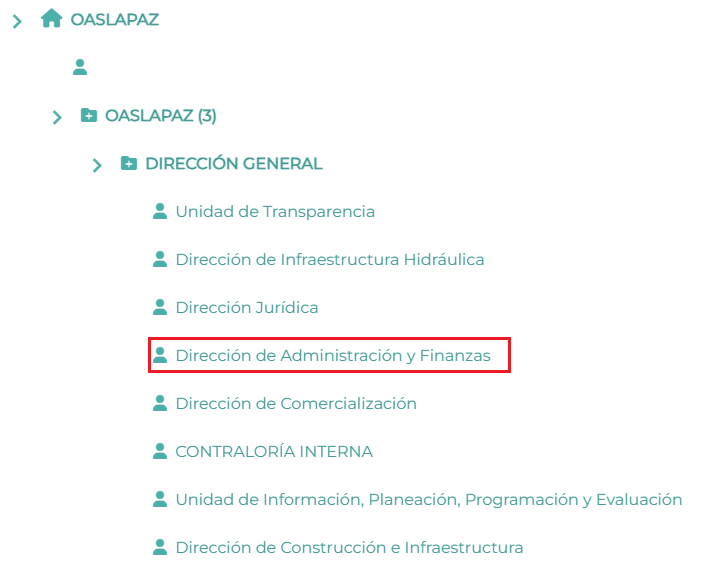 OASLAPAZ
OASLAPAZ (3)
DIRECCIÓN GENERAL
Unidad de Transparencia
Dirección de Infraestructura Hidráulica
Dirección Jurídica
Dirección de Administración y Finanzas
Dirección de Comercialización
CONTRALORÍA INTERNA
Unidad de Información, Planeación, Programación y Evaluación
Dirección de Construcción e Infraestructura